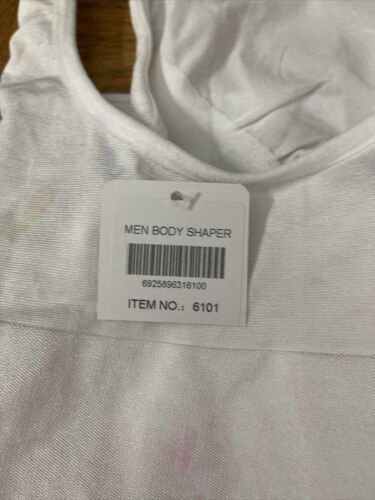 MEN BODY SHAPER
6925896316100
ITEM NO.: 6101